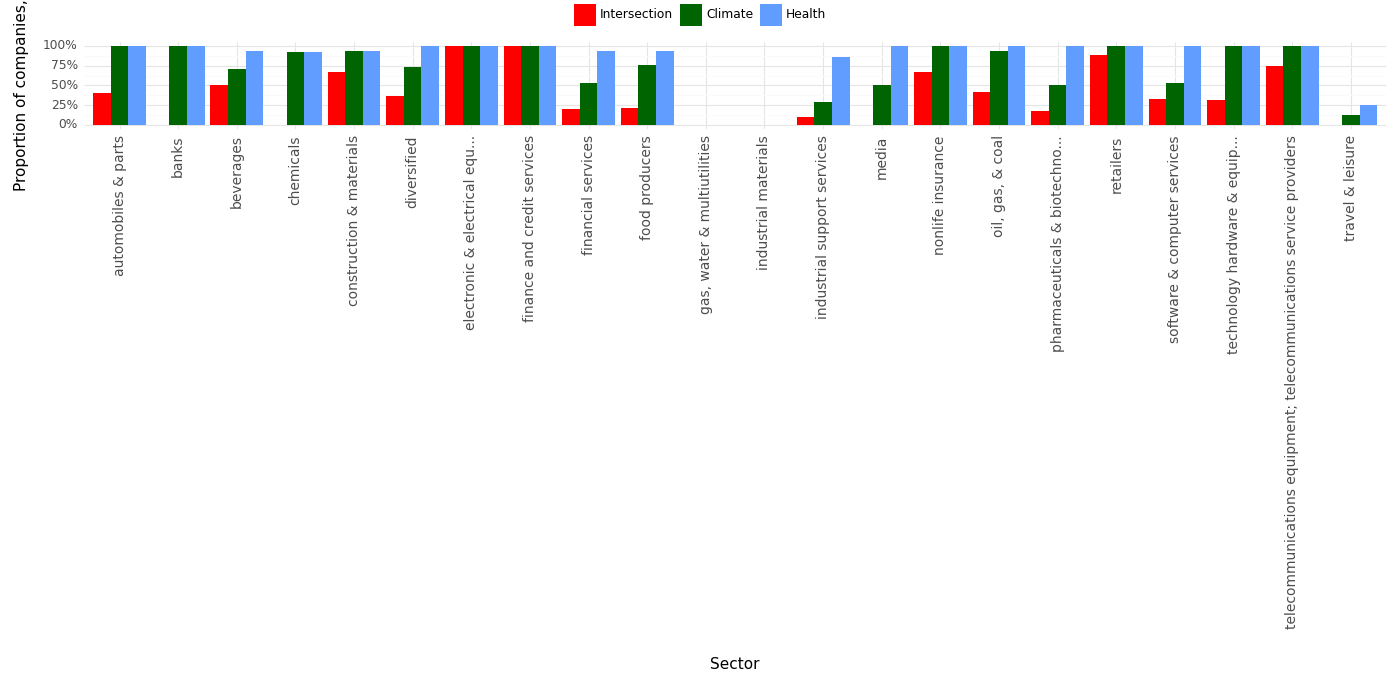 Intersection Climate Health
Proportion of companies,
100%
75%
50%
25%
0%
automobiles & parts
banks
beverages
chemicals
construction & materials
diversified
electronic & electrical equ...
finance and credit services
financial services
food producers
gas, water & multiutilities
industrial materials
industrial support services
media
nonlife insurance
oil, gas, & coal
pharmaceuticals & biotechno...
retailers
software & computer services
technology hardware & equip...
telecommunications equipment; telecommunications service providers
travel & leisure
Sector